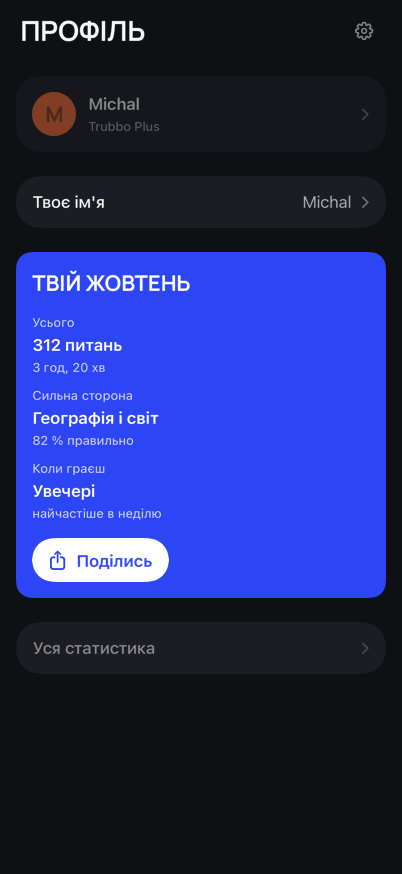 ПРОФІЛЬ
M
Michal
Trubbo Plus
Твоє ім'я
Michal
ТВІЙ ЖОВТЕНЬ
Усього
312 питань
3 год, 20 хв
Сильна сторона
Географія і світ
82 % правильно
Коли граєш
Увечері
найчастіше в неділю
Поділись
Уся статистика